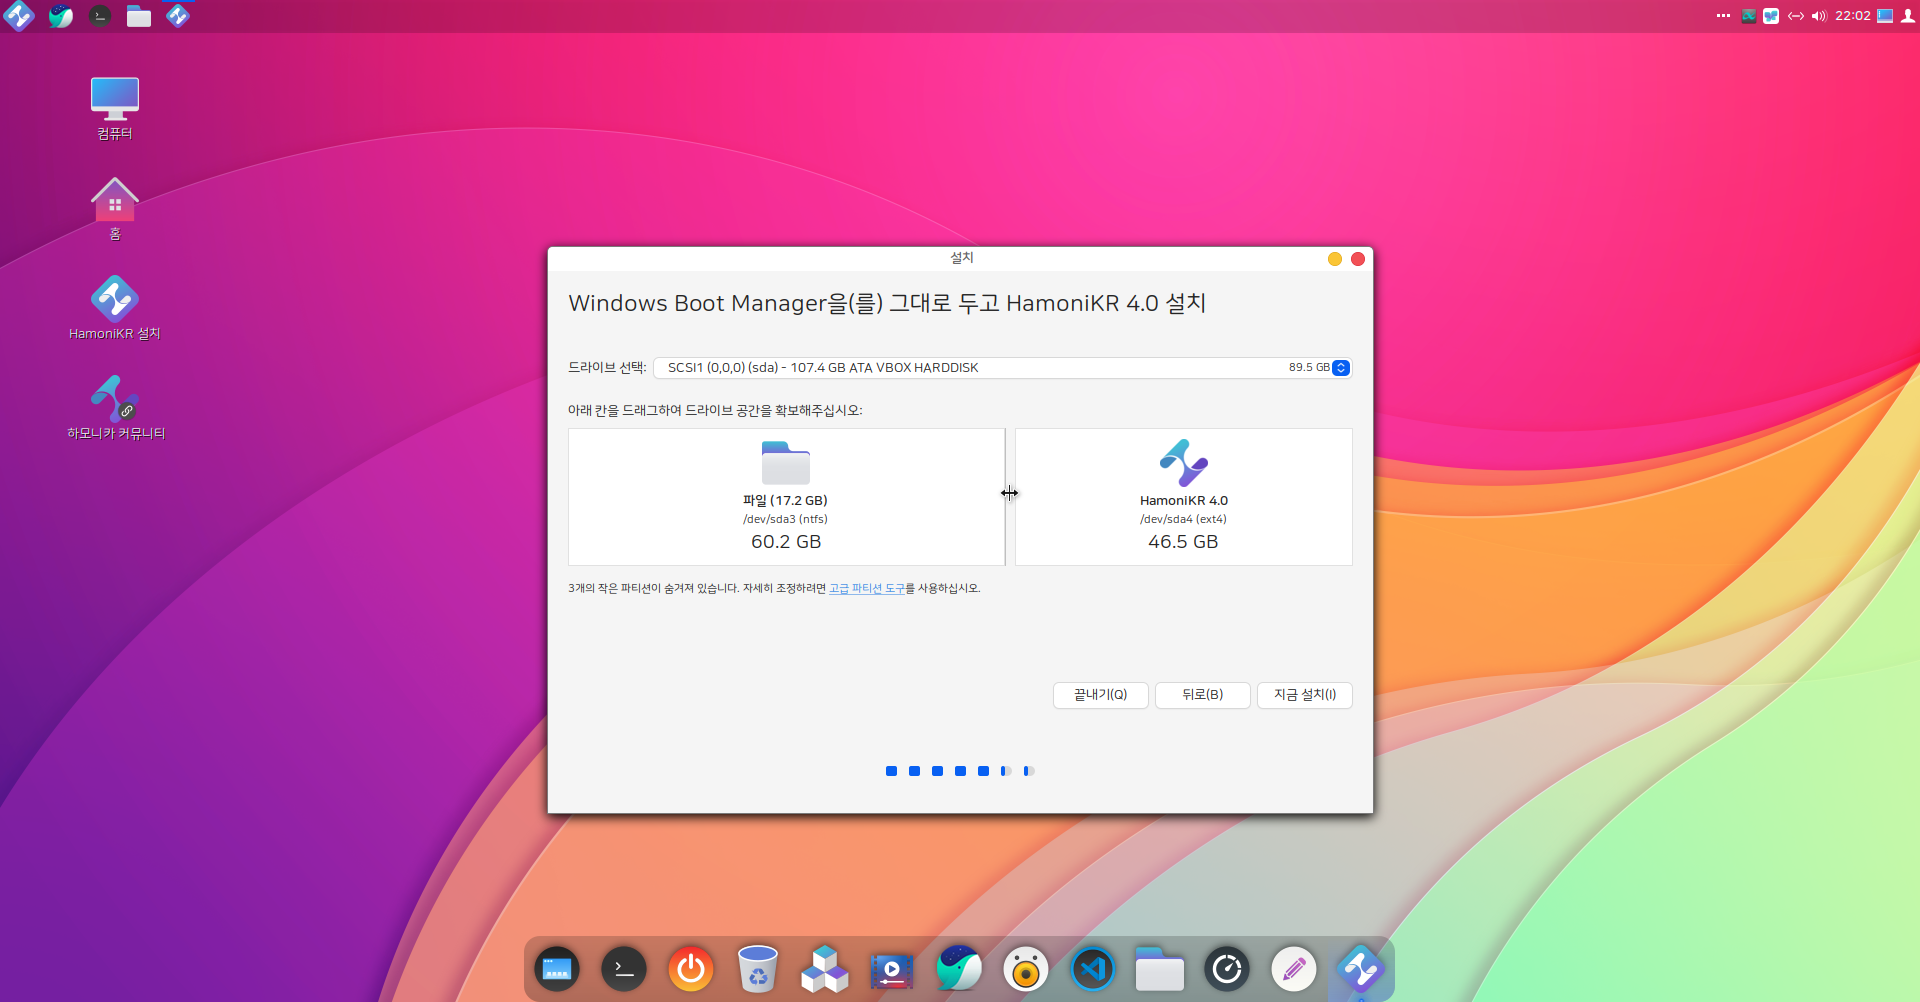 22:02
컴퓨터
홈
HamoniKR 설치
하모니카 커뮤니티
설치
Windows Boot Manager을(를) 그대로 두고 HamoniKR 4.0 설치
드라이브 선택: SCSI1 (0,0,0) (sda) - 107.4 GB ATA VBOX HARDDISK 89.5 GB
아래 칸을 드래그하여 드라이브 공간을 확보해주십시오:
파일 (17.2 GB)
/dev/sda3 (ntfs)
60.2 GB
HamoniKR 4.0
/dev/sda4 (ext4)
46.5 GB
3개의 작은 파티션이 숨겨져 있습니다. 자세히 조정하려면 고급 파티션 도구를 사용하십시오.
끝내기(Q) 뒤로(B) 지금 설치(I)